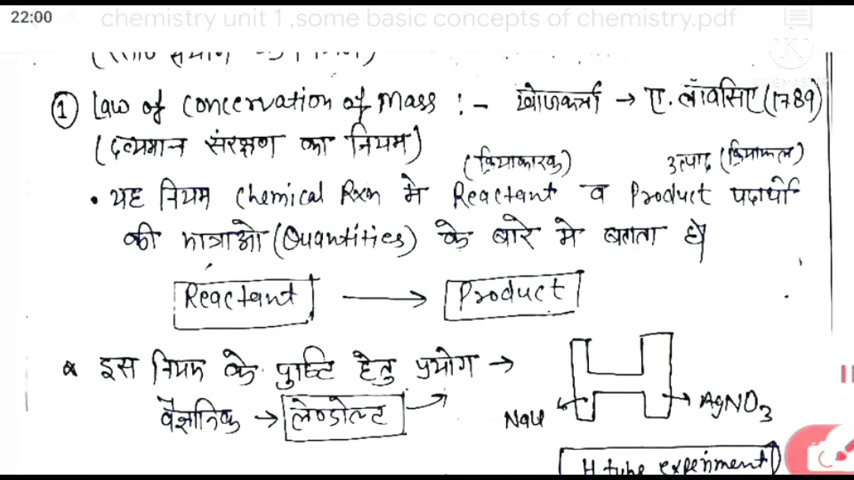 22:00
chemistry unit 1.some basic concepts of chemistry.pdf
① Law of Concervation of Mass :- खोजकर्ता → ए. लॉवसिए (1789)
(द्रव्यमान संरक्षण का नियम)
(क्रियाकारक) उत्पाद (क्रियाफल)
• यह नियम Chemical Rxn मे Reactant व Product पदार्थो
की मात्राओ (Quantities) के बारे मे बताता है।
Reactant → Product
* इस नियम के पुष्टि हेतु प्रयोग →
वैज्ञानिक → लेण्डोल्ट
NaCl AgNO3
H tube experiment